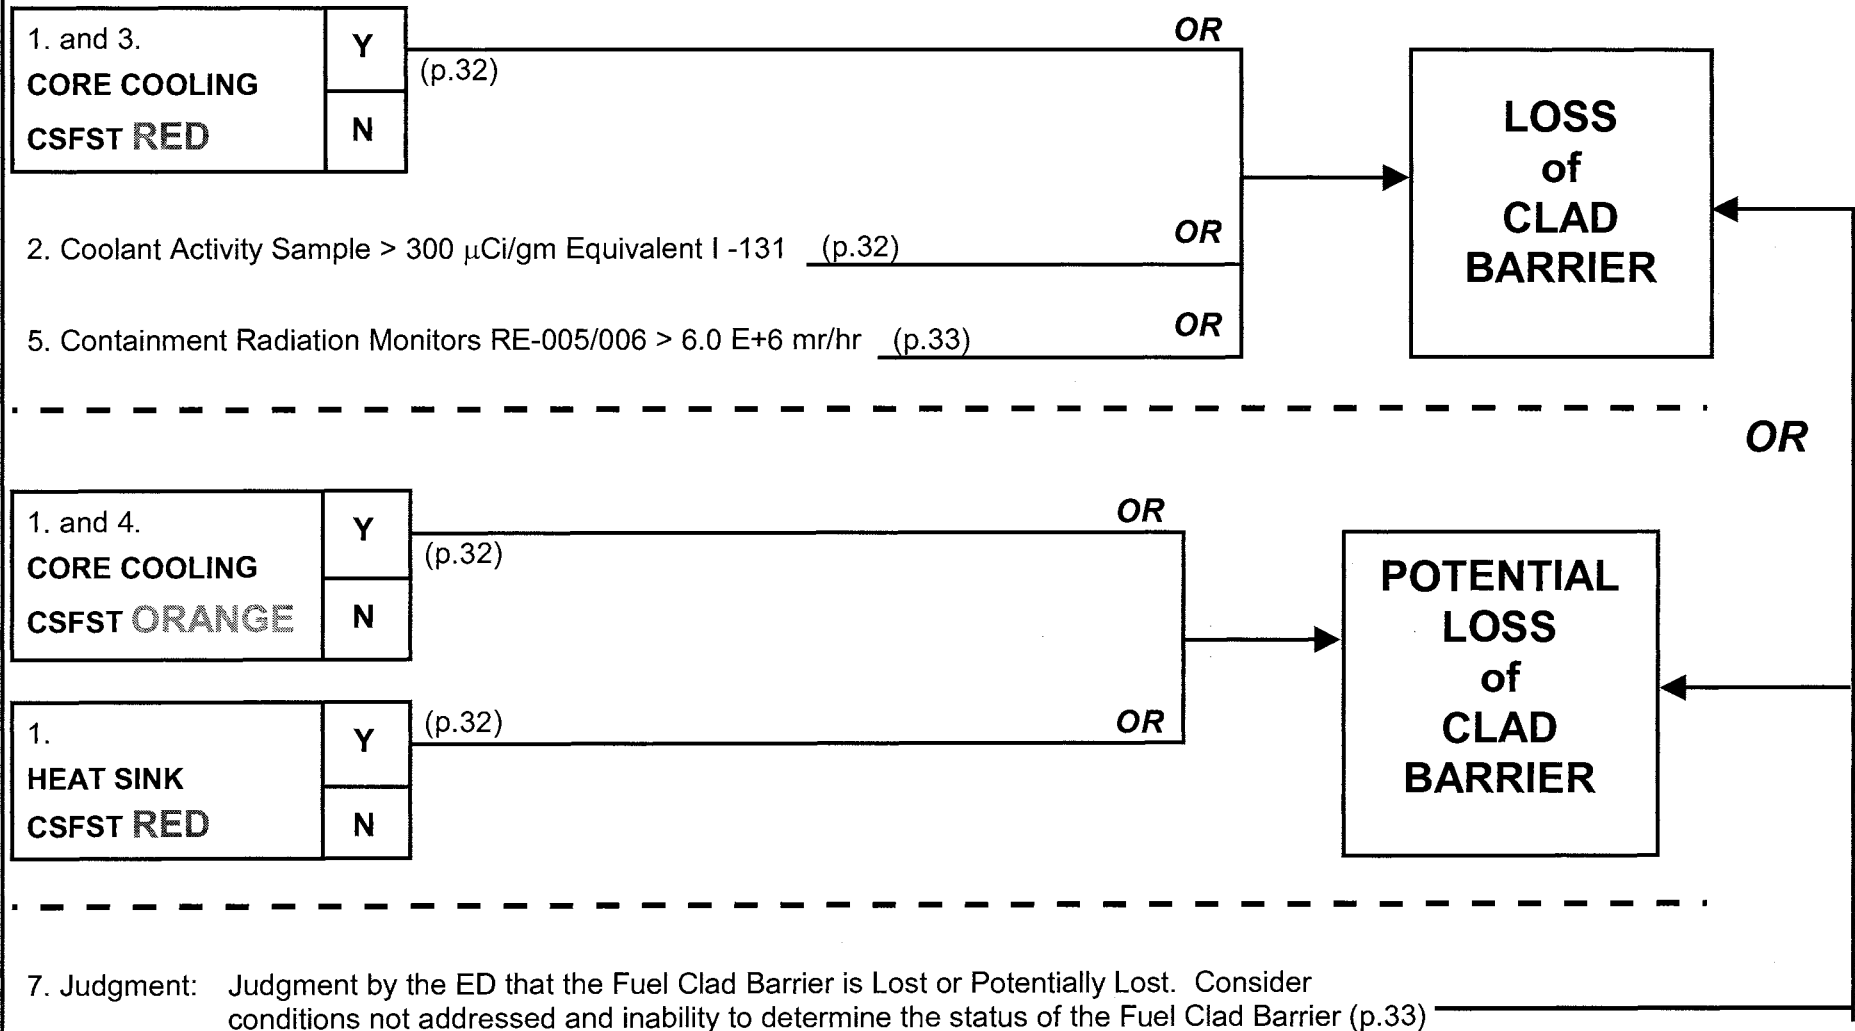 1. and 3.
CORE COOLING
CSFST RED
Y
N
(p.32)
OR
2. Coolant Activity Sample > 300 μCi/gm Equivalent I -131 (p.32)
OR
5. Containment Radiation Monitors RE-005/006 > 6.0 E+6 mr/hr (p.33)
OR
LOSS
of
CLAD
BARRIER
OR
1. and 4.
CORE COOLING
CSFST ORANGE
Y
N
(p.32)
OR
1.
HEAT SINK
CSFST RED
Y
N
(p.32)
OR
POTENTIAL
LOSS
of
CLAD
BARRIER
7. Judgment: Judgment by the ED that the Fuel Clad Barrier is Lost or Potentially Lost. Consider
conditions not addressed and inability to determine the status of the Fuel Clad Barrier (p.33)